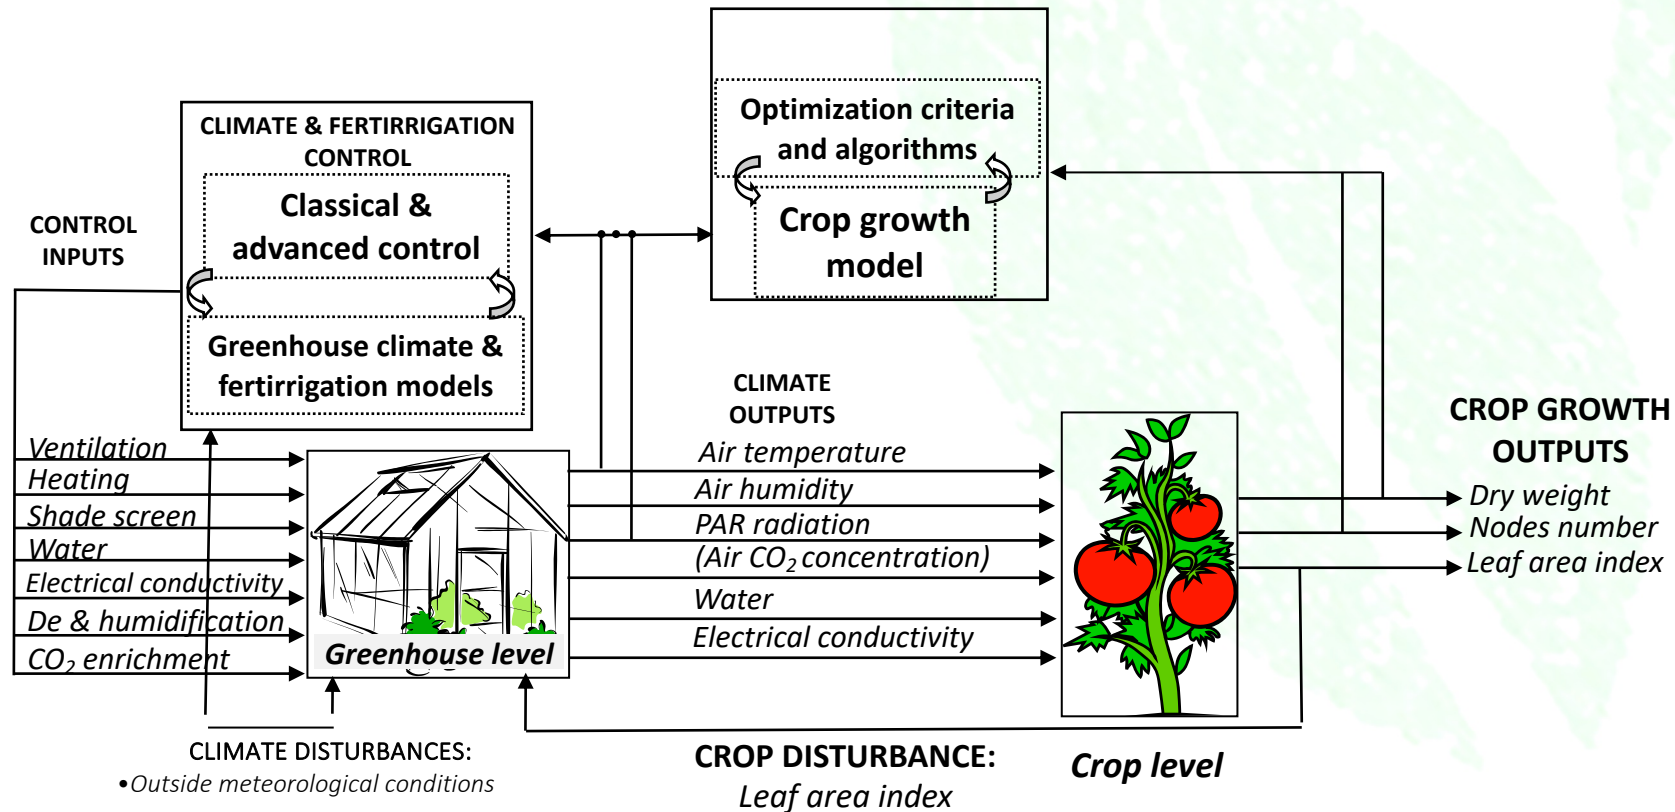 Optimization criteria
and algorithms
Crop growth
model
CLIMATE & FERTIRRIGATION
CONTROL
Classical &
advanced control
Greenhouse climate &
fertirrigation models
CONTROL
INPUTS
Ventilation
Heating
Shade screen
Water
Electrical conductivity
De & humidification
CO₂ enrichment
Greenhouse level
CLIMATE
OUTPUTS
Air temperature
Air humidity
PAR radiation
(Air CO₂ concentration)
Water
Electrical conductivity
CROP GROWTH
OUTPUTS
Dry weight
Nodes number
Leaf area index
CLIMATE DISTURBANCES:
•Outside meteorological conditions
CROP DISTURBANCE:
Leaf area index
Crop level